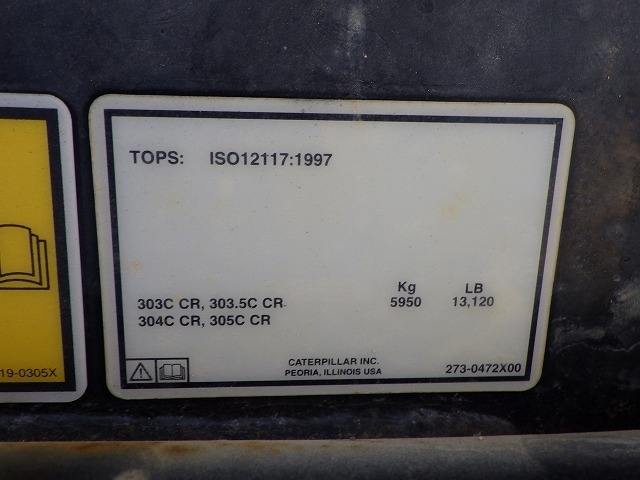 TOPS: ISO12117:1997
Kg LB
303C CR, 303.5C CR 5950 13,120
304C CR, 305C CR
CATERPILLAR INC.
PEORIA, ILLINOIS USA
273-0472X00
19-0305X